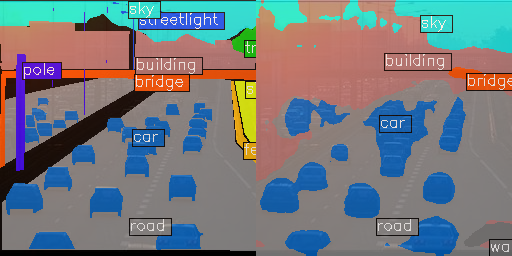 sky
streetlight
sky
building
building
pole
bridge
bridge
car
car
road
road